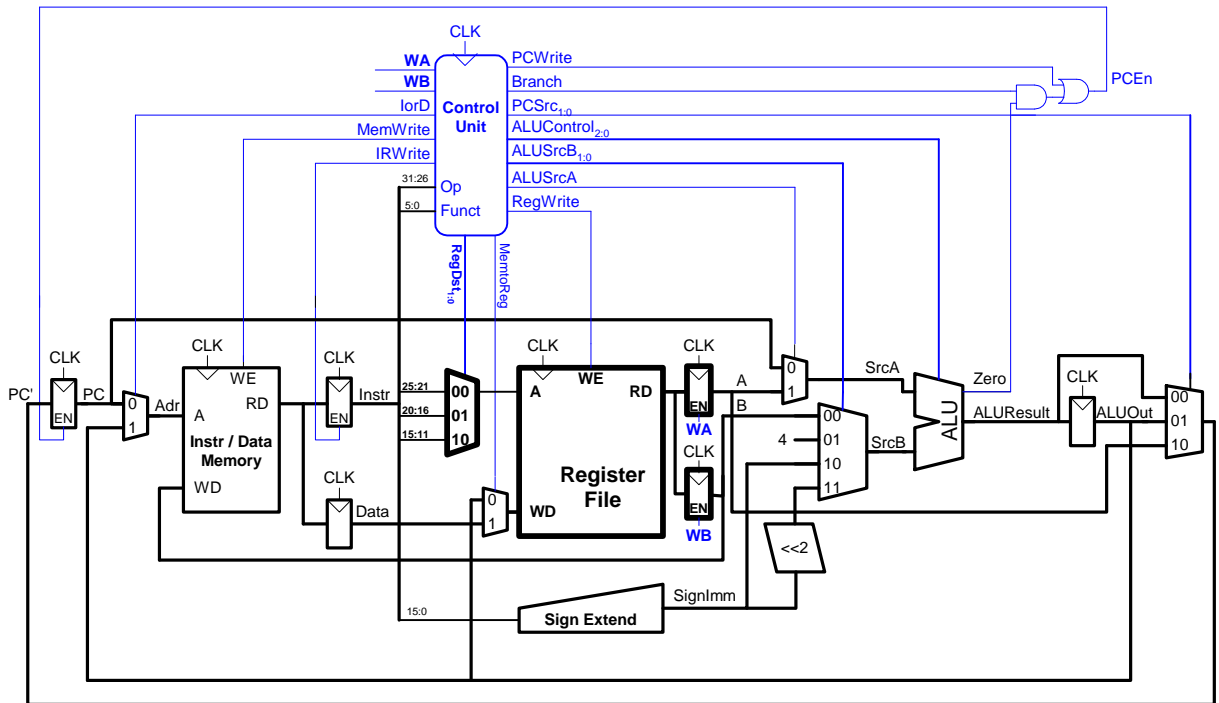 CLK
WA
WB
IorD
MemWrite
IRWrite
31:26
5:0
Control
Unit
Op
Funct
PCWrite
Branch
PCSrc1:0
ALUControl2:0
ALUSrcB1:0
ALUSrcA
RegWrite
PCEn
RegDst1:0
MemtoReg
PC'
CLK
EN
PC
0
1
Adr
CLK
WE
A
RD
Instr / Data
Memory
WD
CLK
EN
Instr
CLK
Data
25:21
20:16
15:11
00
01
10
0
1
CLK
WE
A
RD
Register
File
WD
CLK
EN
WA
CLK
EN
WB
A
B
0
1
SrcA
00
4
01
10
11
SrcB
<<2
ALU
Zero
ALUResult
CLK
ALUOut
00
01
10
15:0
Sign Extend
SignImm